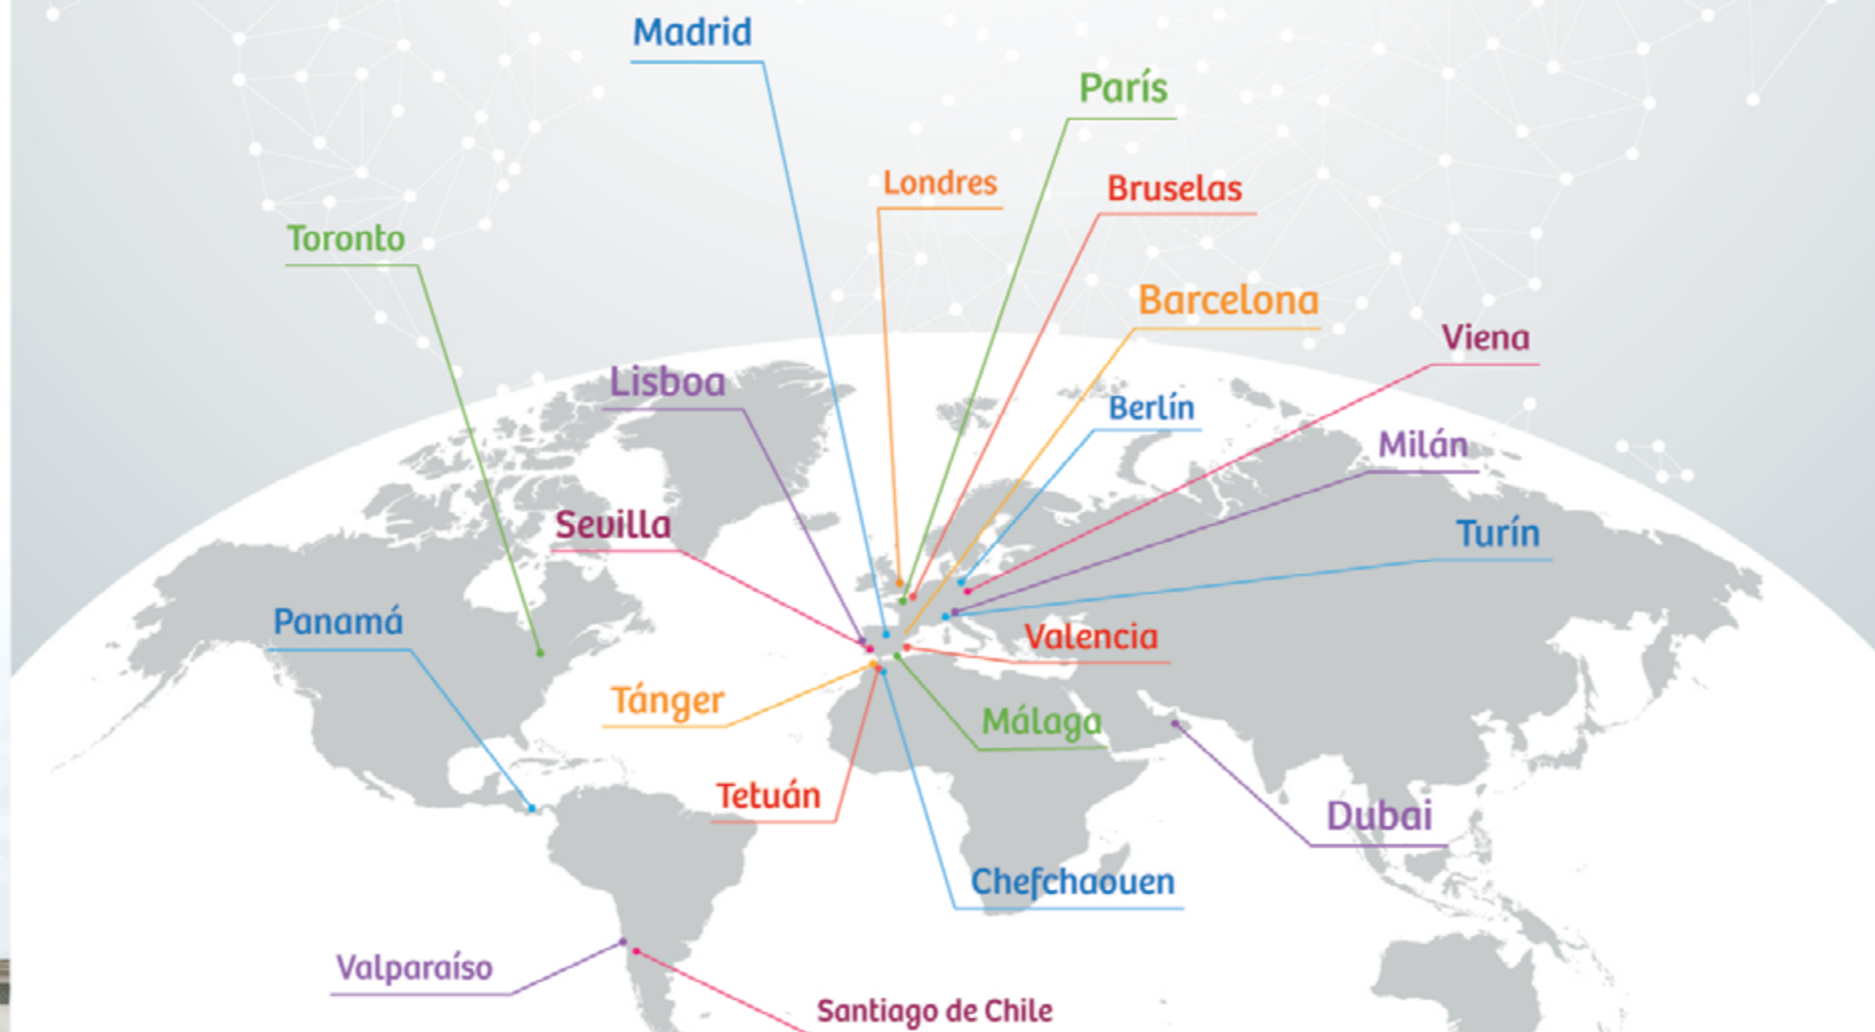 Madrid
París
Londres
Bruselas
Toronto
Barcelona
Viena
Lisboa
Berlín
Milán
Sevilla
Turín
Panamá
Valencia
Tánger
Málaga
Tetuán
Dubai
Chefchaouen
Valparaíso
Santiago de Chile